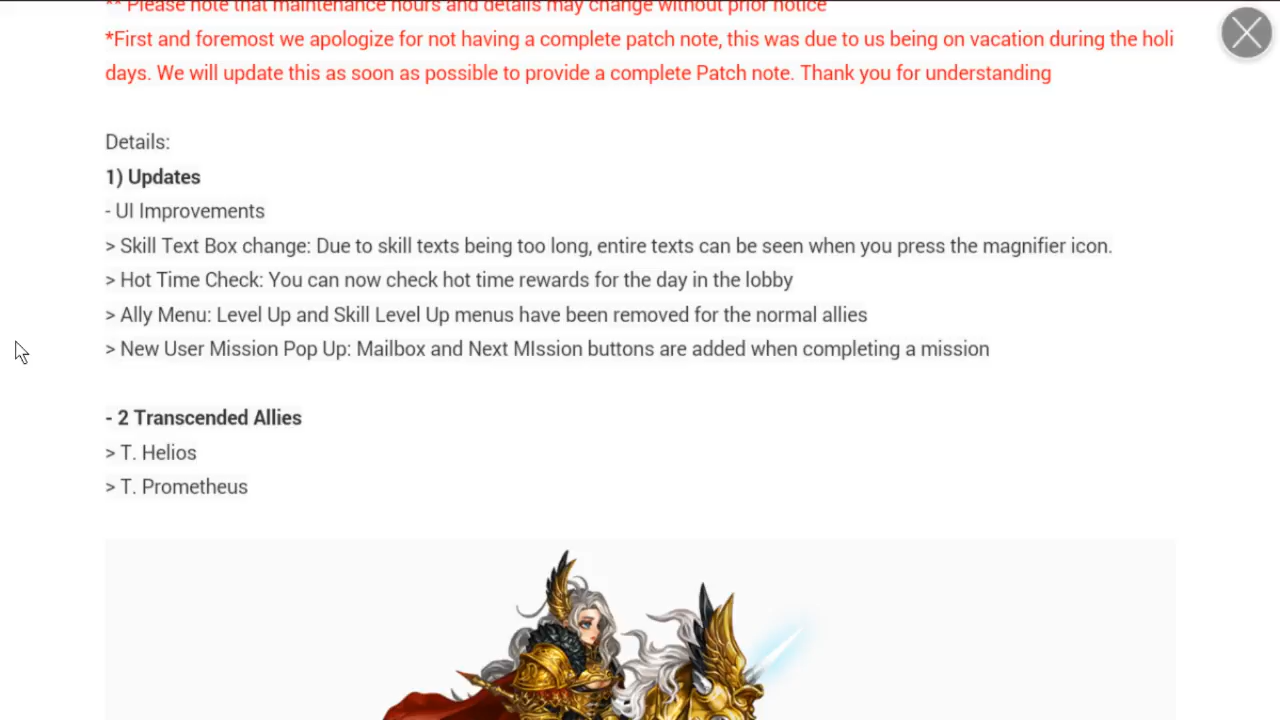 ** Please note that maintenance hours and details may change without prior notice
*First and foremost we apologize for not having a complete patch note, this was due to us being on vacation during the holi
days. We will update this as soon as possible to provide a complete Patch note. Thank you for understanding
Details:
1) Updates
- UI Improvements
> Skill Text Box change: Due to skill texts being too long, entire texts can be seen when you press the magnifier icon.
> Hot Time Check: You can now check hot time rewards for the day in the lobby
> Ally Menu: Level Up and Skill Level Up menus have been removed for the normal allies
> New User Mission Pop Up: Mailbox and Next MIssion buttons are added when completing a mission
- 2 Transcended Allies
> T. Helios
> T. Prometheus